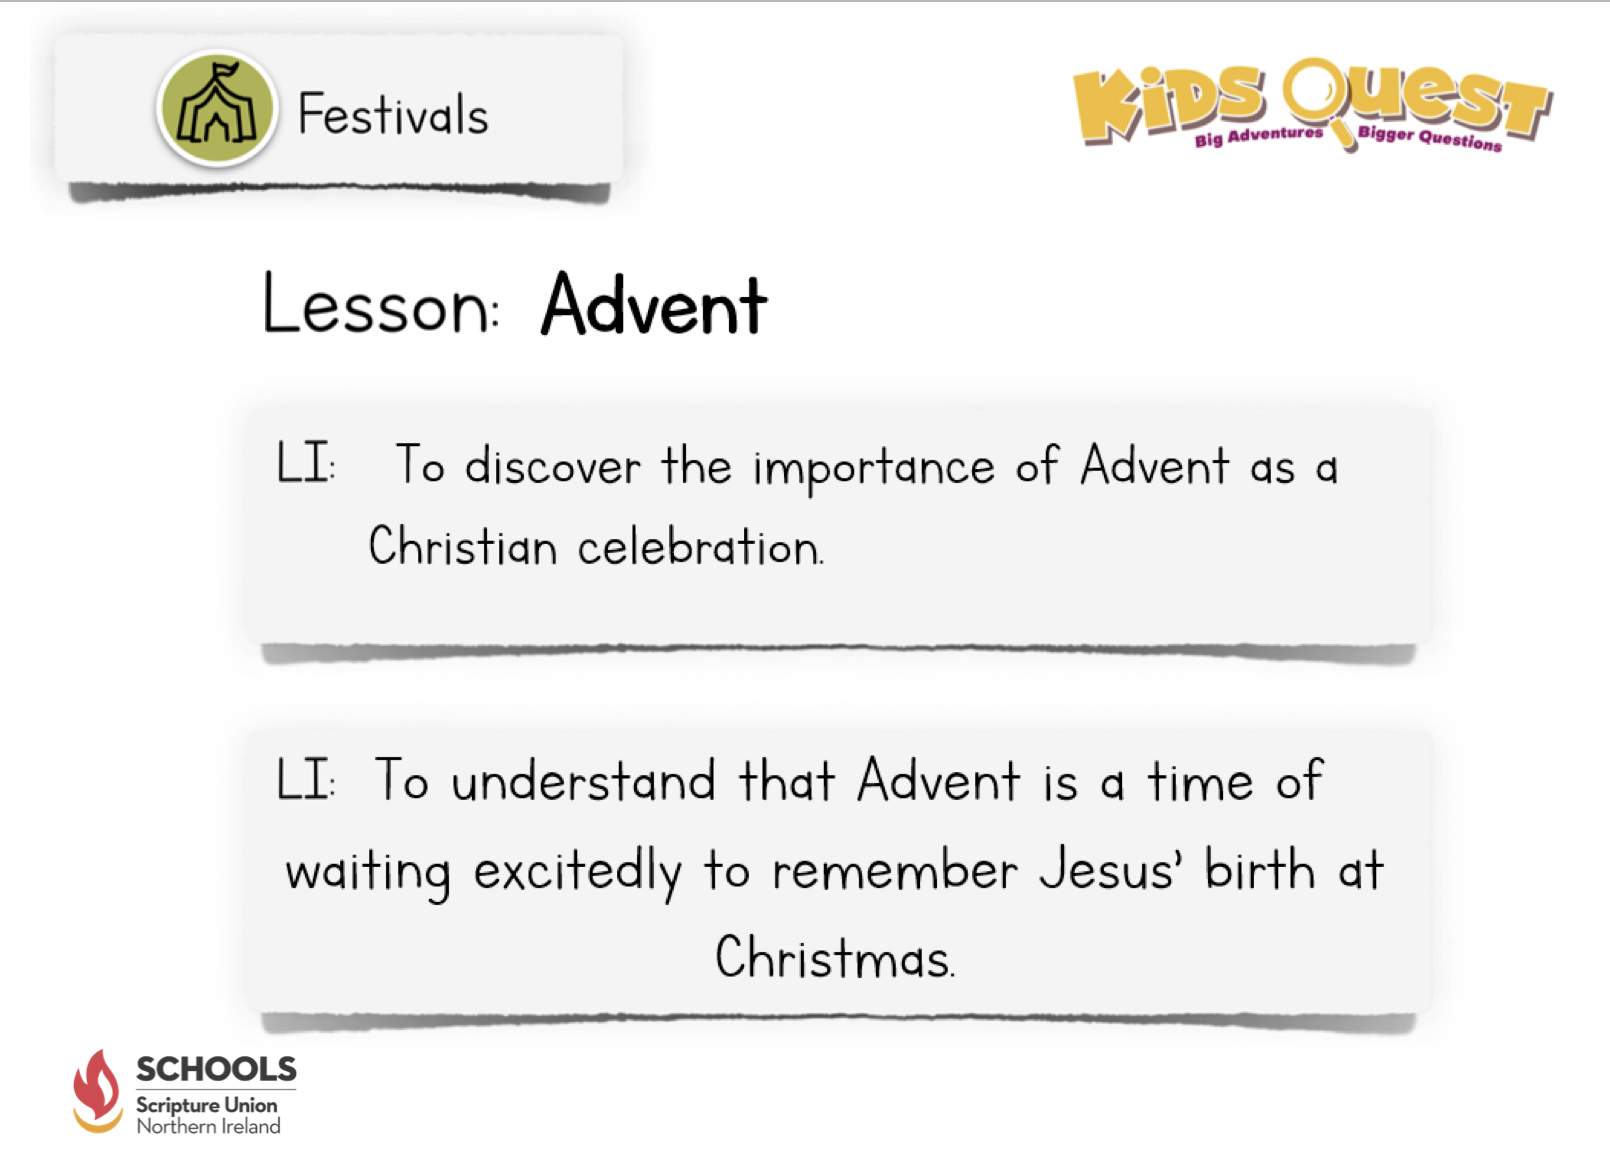 Festivals
KiDS QUEST
Big Adventures Bigger Questions
Lesson: Advent
LI: To discover the importance of Advent as a
Christian celebration.
LI: To understand that Advent is a time of
waiting excitedly to remember Jesus’ birth at
Christmas.
SCHOOLS
Scripture Union
Northern Ireland